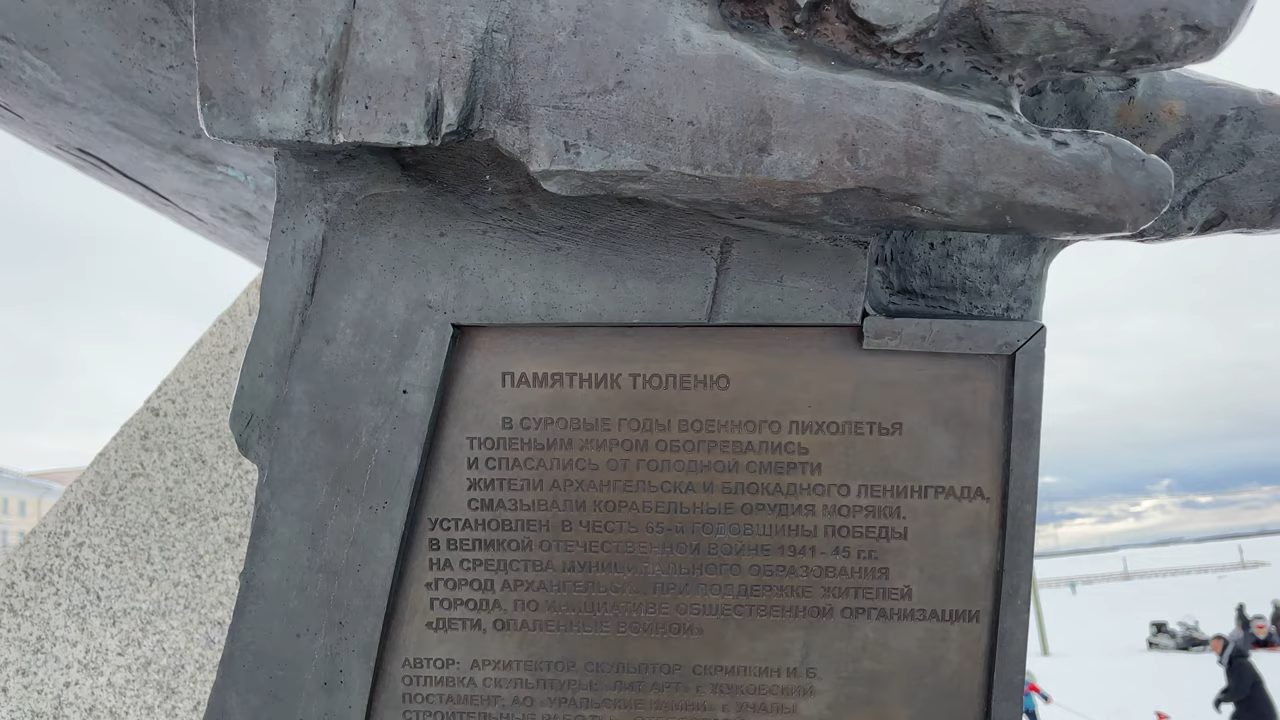 ПАМЯТНИК ТЮЛЕНЮ
В СУРОВЫЕ ГОДЫ ВОЕННОГО ЛИХОЛЕТЬЯ
ТЮЛЕНЬИМ ЖИРОМ ОБОГРЕВАЛИСЬ
И СПАСАЛИСЬ ОТ ГОЛОДНОЙ СМЕРТИ
ЖИТЕЛИ АРХАНГЕЛЬСКА И БЛОКАДНОГО ЛЕНИНГРАДА,
СМАЗЫВАЛИ КОРАБЕЛЬНЫЕ ОРУДИЯ МОРЯКИ.
УСТАНОВЛЕН В ЧЕСТЬ 65-й ГОДОВЩИНЫ ПОБЕДЫ
В ВЕЛИКОЙ ОТЕЧЕСТВЕННОЙ ВОЙНЕ 1941- 45 г.г.
НА СРЕДСТВА МУНИЦИПАЛЬНОГО ОБРАЗОВАНИЯ
«ГОРОД АРХАНГЕЛЬСК», ПРИ ПОДДЕРЖКЕ ЖИТЕЛЕЙ
ГОРОДА, ПО ИНИЦИАТИВЕ ОБЩЕСТВЕННОЙ ОРГАНИЗАЦИИ
«ДЕТИ, ОПАЛЕННЫЕ ВОЙНОЙ»
АВТОР: АРХИТЕКТОР, СКУЛЬПТОР СКРИПКИН И. Б.
ОТЛИВКА СКУЛЬПТУРЫ: «ЛИТ АРТ» г. ЖУКОВСКИЙ
ПОСТАМЕНТ: АО «УРАЛЬСКИЕ КАМНИ» г. УЧАЛЫ
СТРОИТЕЛЬНЫЕ